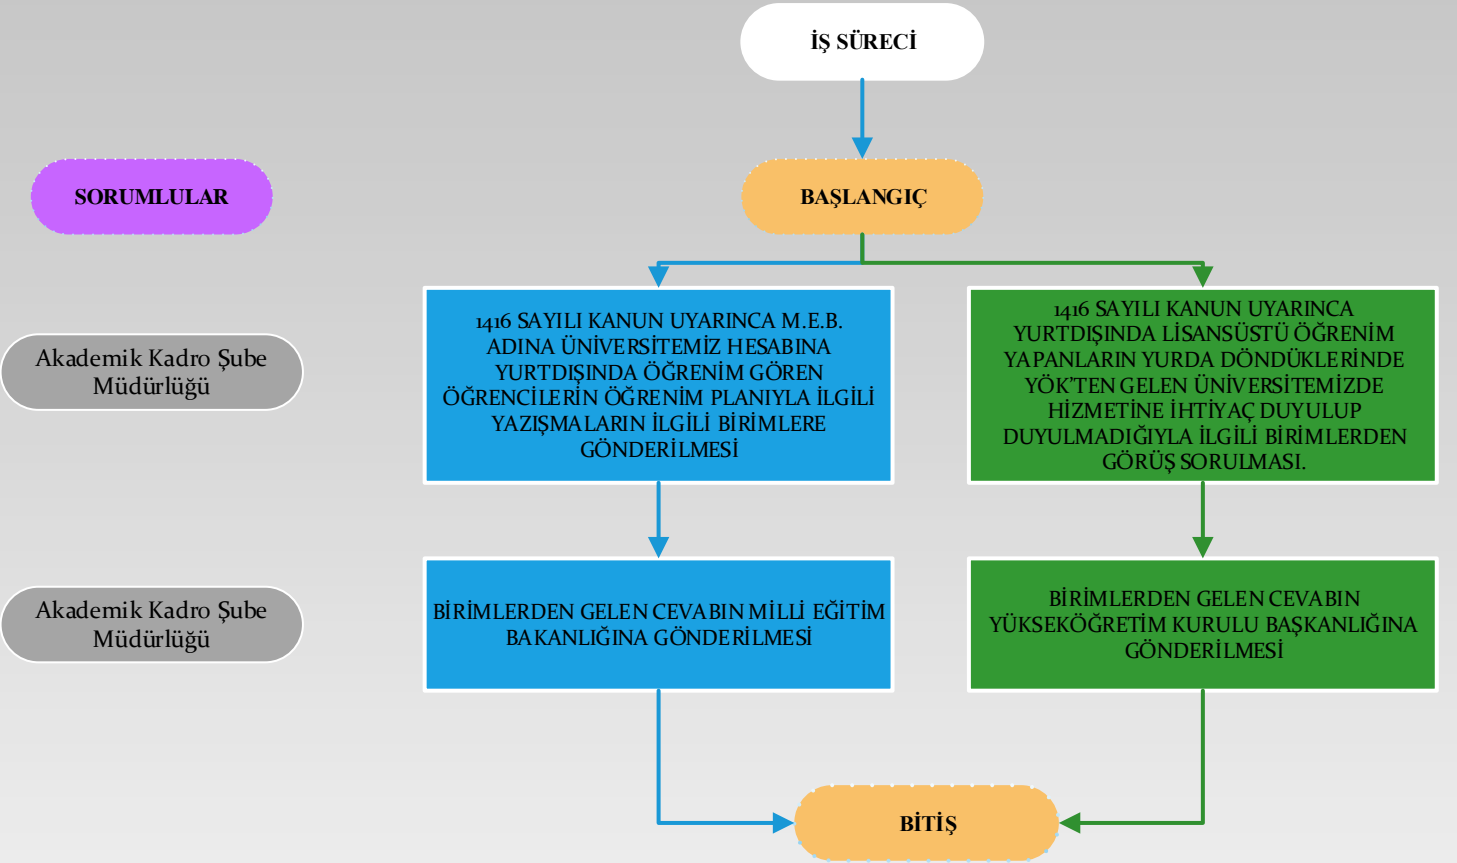 İŞ SÜRECİ
SORUMLULAR
BAŞLANGIÇ
Akademik Kadro Şube
Müdürlüğü
1416 SAYILI KANUN UYARINCA M.E.B.
ADINA ÜNİVERSİTEMİZ HESABINA
YURTDIŞINDA ÖĞRENİM GÖREN
ÖĞRENCİLERİN ÖĞRENİM PLANIYLA İLGİLİ
YAZIŞMALARIN İLGİLİ BİRİMLERE
GÖNDERİLMESİ
1416 SAYILI KANUN UYARINCA
YURTDIŞINDA LİSANSÜSTÜ ÖĞRENİM
YAPANLARIN YURDA DÖNDÜKLERİNDE
YÖK'TEN GELEN ÜNİVERSİTEMİZDE
HİZMETİNE İHTİYAÇ DUYULUP
DUYULMADIĞIYLA İLGİLİ BİRİMLERDEN
GÖRÜŞ SORULMASI.
Akademik Kadro Şube
Müdürlüğü
BİRİMLERDEN GELEN CEVABIN MİLLİ EĞİTİM
BAKANLIĞINA GÖNDERİLMESİ
BİRİMLERDEN GELEN CEVABIN
YÜKSEKÖĞRETİM KURULU BAŞKANLIĞINA
GÖNDERİLMESİ
BİTİŞ